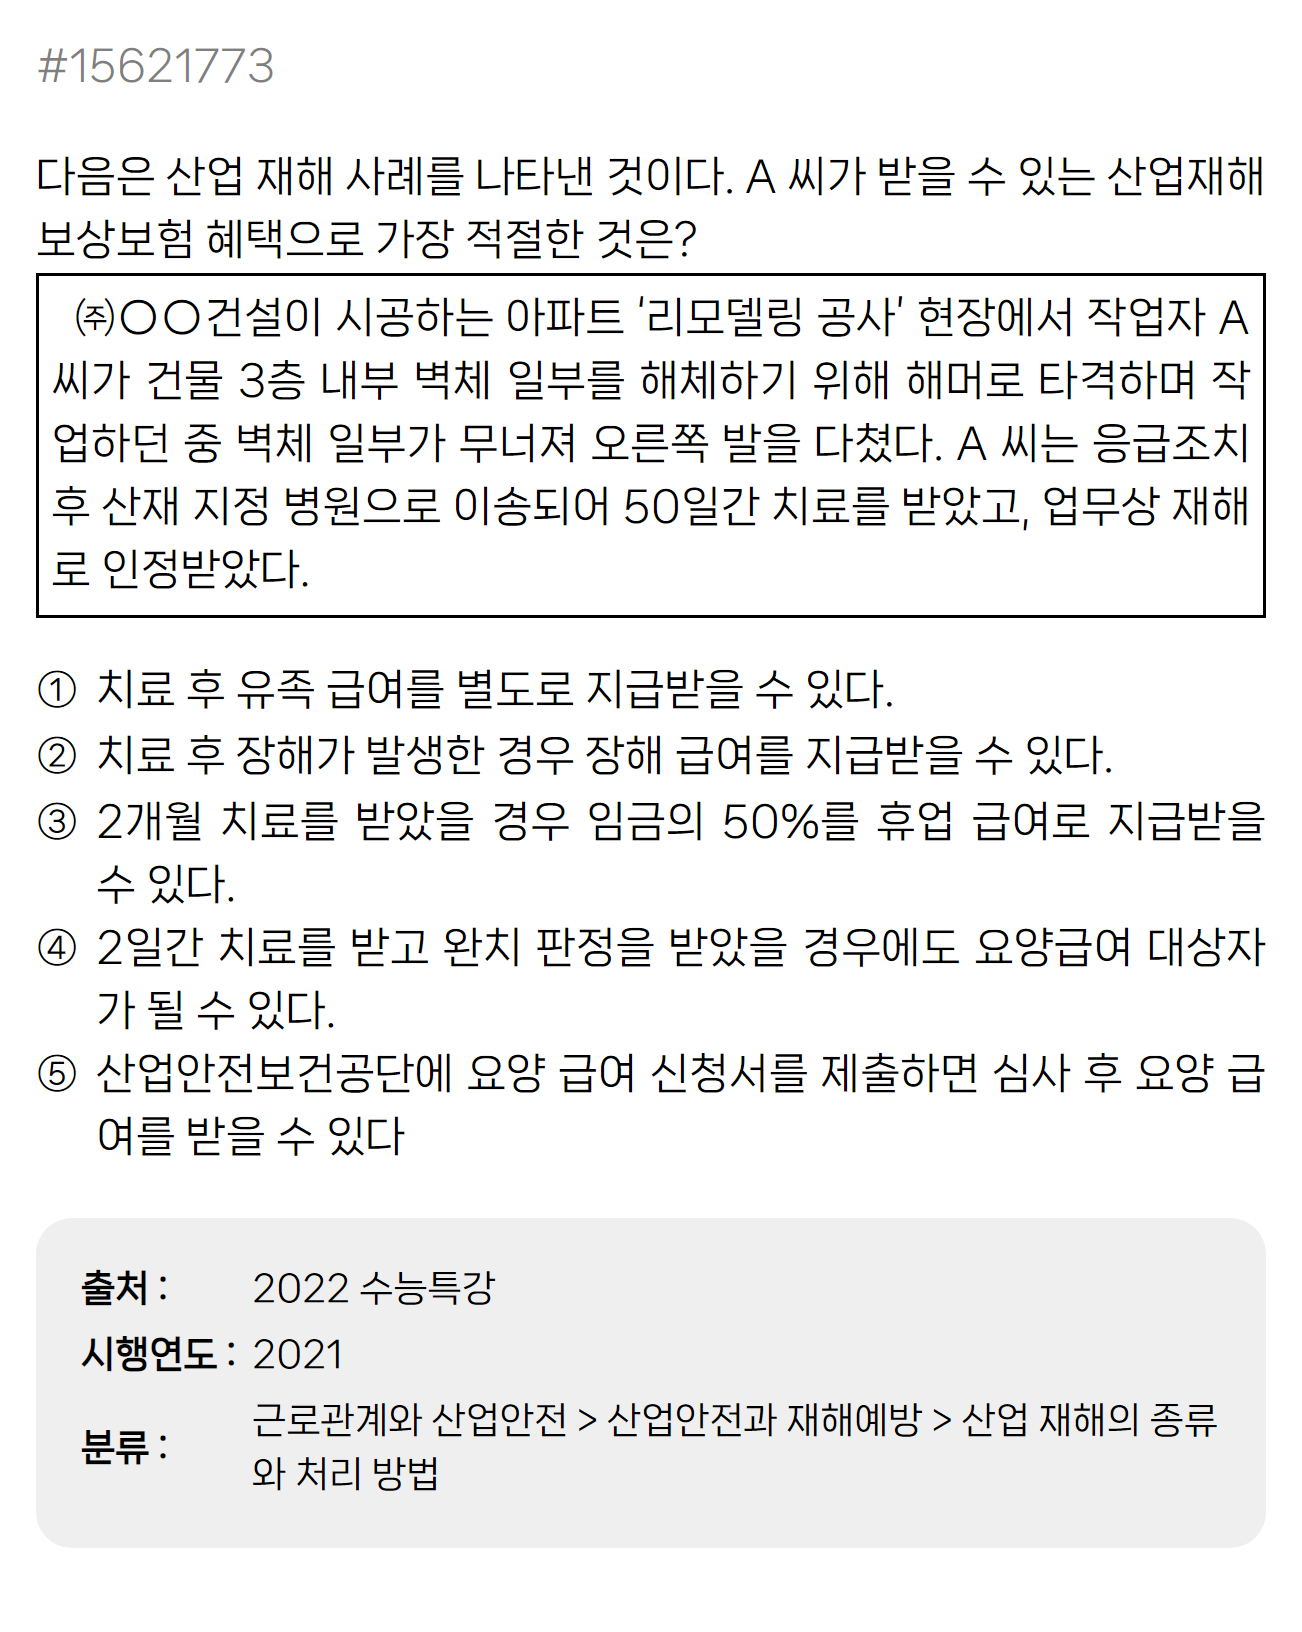 #15621773
다음은 산업 재해 사례를 나타낸 것이다. A 씨가 받을 수 있는 산업재해
보상보험 혜택으로 가장 적절한 것은?
㈜○○건설이 시공하는 아파트 '리모델링 공사' 현장에서 작업자 A
씨가 건물 3층 내부 벽체 일부를 해체하기 위해 해머로 타격하며 작
업하던 중 벽체 일부가 무너져 오른쪽 발을 다쳤다. A 씨는 응급조치
후 산재 지정 병원으로 이송되어 50일간 치료를 받았고, 업무상 재해
로 인정받았다.
① 치료 후 유족 급여를 별도로 지급받을 수 있다.
② 치료 후 장해가 발생한 경우 장해 급여를 지급받을 수 있다.
③ 2개월 치료를 받았을 경우 임금의 50%를 휴업 급여로 지급받을
수 있다.
④ 2일간 치료를 받고 완치 판정을 받았을 경우에도 요양급여 대상자
가 될 수 있다.
⑤ 산업안전보건공단에 요양 급여 신청서를 제출하면 심사 후 요양 급
여를 받을 수 있다
출처 : 2022 수능특강
시행연도 : 2021
분류 : 근로관계와 산업안전 > 산업안전과 재해예방 > 산업 재해의 종류
와 처리 방법